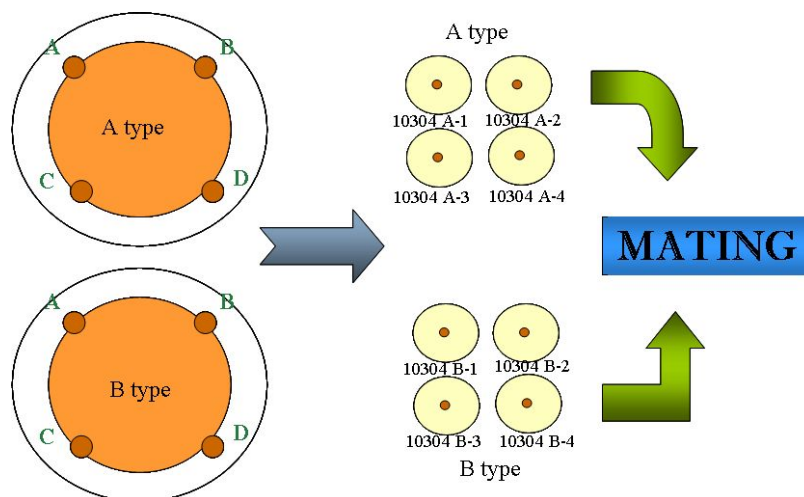 A B
A type
C D
A B
B type
C D
A type
10304 A-1 10304 A-2
10304 A-3 10304 A-4
10304 B-1 10304 B-2
10304 B-3 10304 B-4
B type
MATING